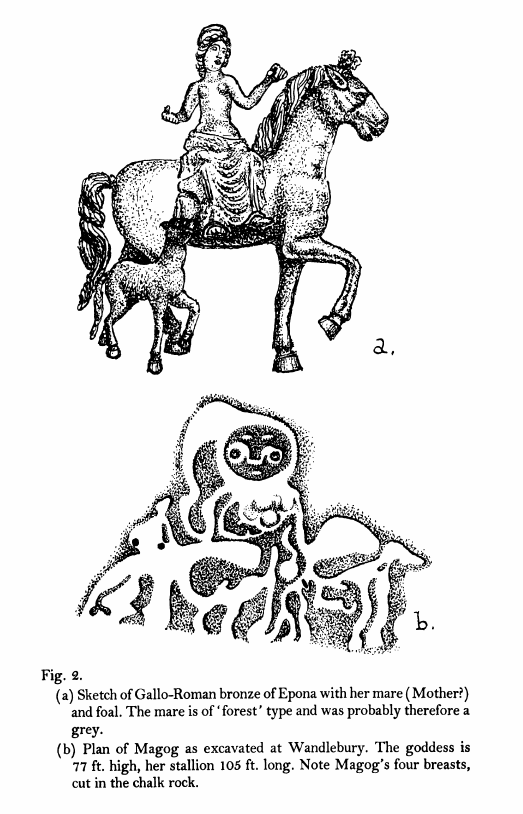 a.
b.
Fig. 2.
(a) Sketch of Gallo-Roman bronze of Epona with her mare (Mother?)
and foal. The mare is of ‘forest’ type and was probably therefore a
grey.
(b) Plan of Magog as excavated at Wandlebury. The goddess is
77 ft. high, her stallion 105 ft. long. Note Magog's four breasts,
cut in the chalk rock.